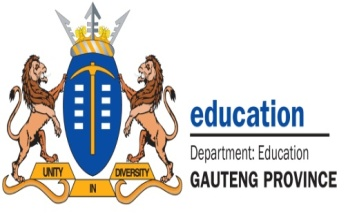 UNITY
IN
DIVERSITY
education
Department: Education
GAUTENG PROVINCE